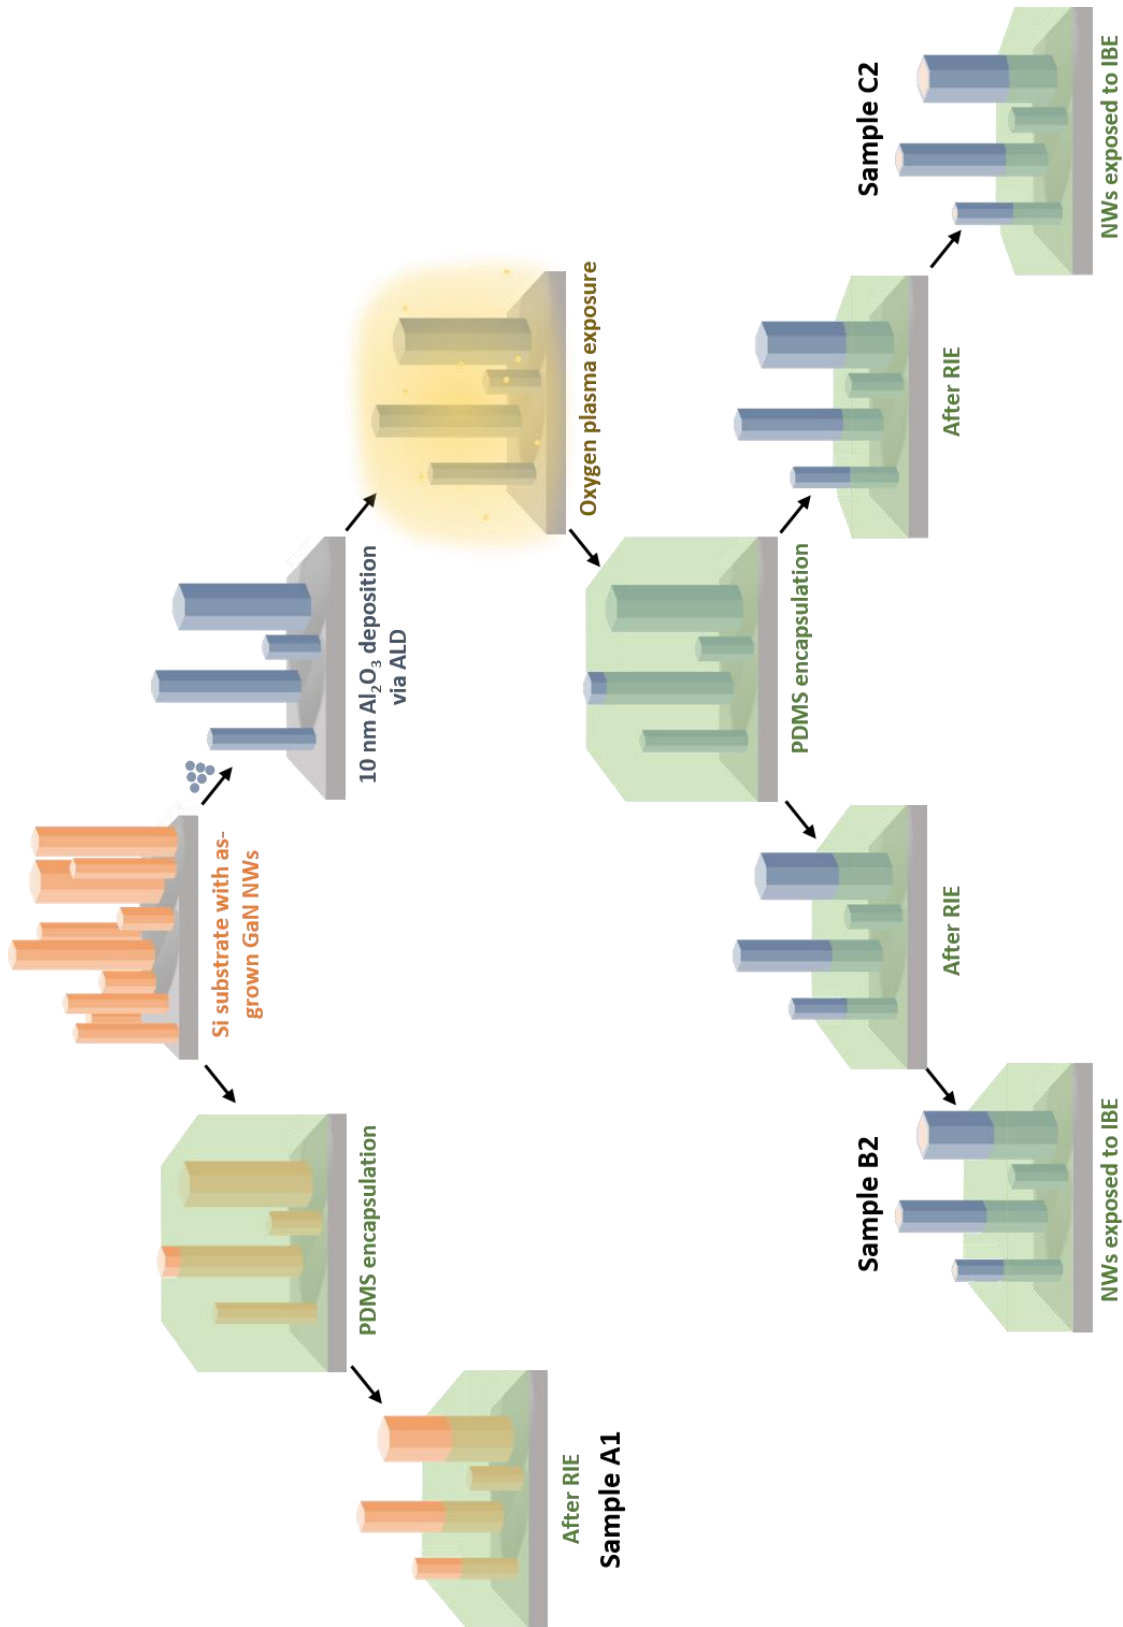 Si substrate with as-
grown GaN NWs
PDMS encapsulation
After RIE
Sample A1
10 nm Al₂O₃ deposition
via ALD
Oxygen plasma exposure
PDMS encapsulation
After RIE
Sample B2
NWs exposed to IBE
After RIE
Sample C2
NWs exposed to IBE